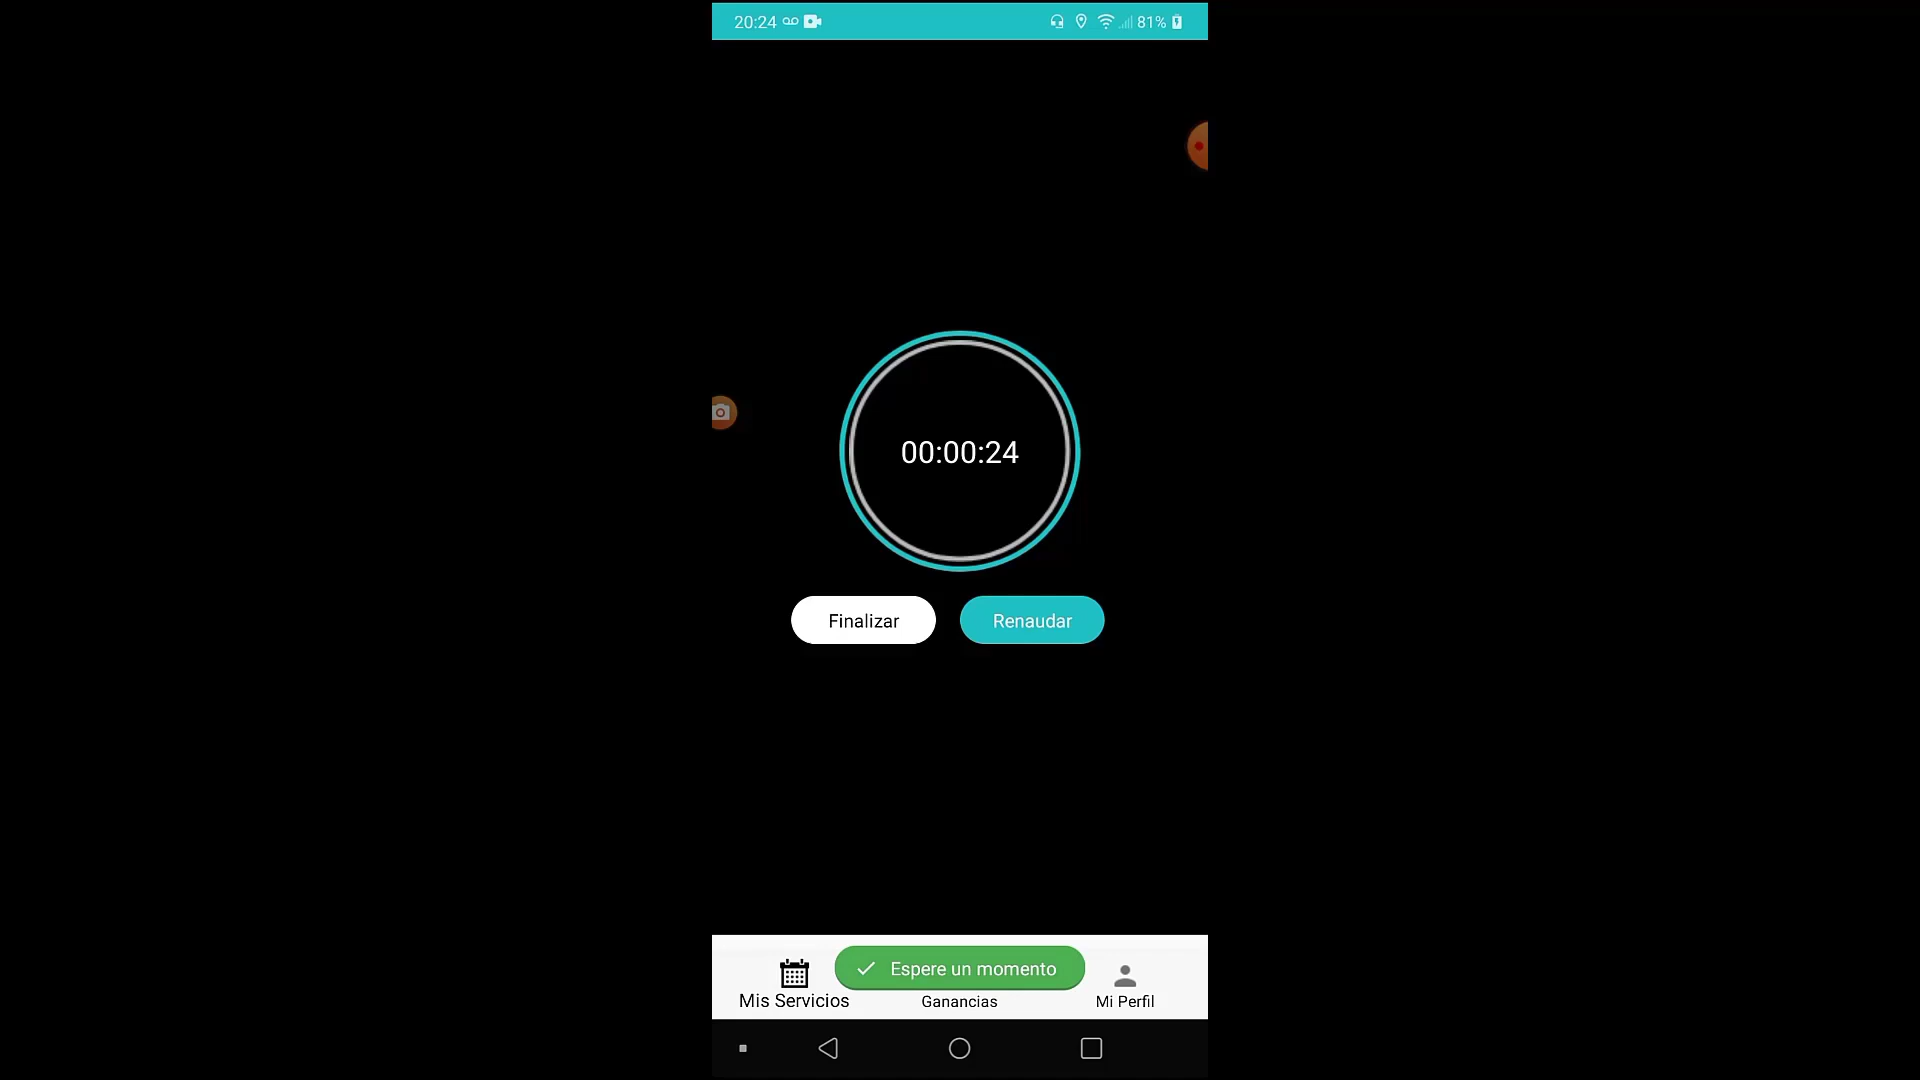 20:24 81%
00:00:24
Finalizar Renaudar
Espere un momento
Mis Servicios Ganancias Mi Perfil